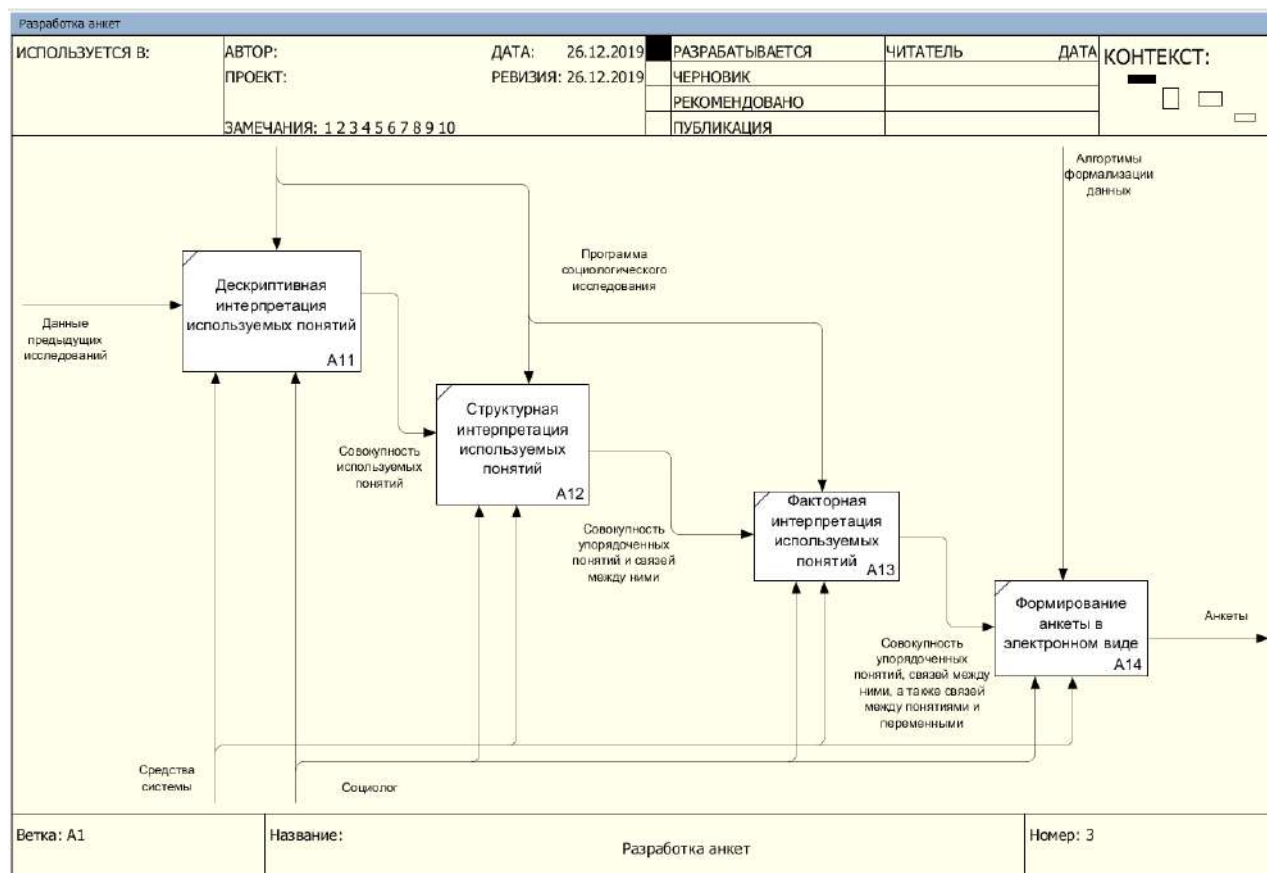 Разработка анкет
ИСПОЛЬЗУЕТСЯ В:
АВТОР:
ДАТА: 26.12.2019
ПРОЕКТ:
РЕВИЗИЯ: 26.12.2019
ЗАМЕЧАНИЯ: 1 2 3 4 5 6 7 8 9 10
РАЗРАБАТЫВАЕТСЯ
ЧЕРНОВИК
РЕКОМЕНДОВАНО
ПУБЛИКАЦИЯ
ЧИТАТЕЛЬ
ДАТА
КОНТЕКСТ:
Алгортимы
формализации
данных
Программа
социологического
исследования
Данные
предыдущих
исследований
Дескриптивная
интерпретация
используемых понятий
A11
Совокупность
используемых
понятий
Структурная
интерпретация
используемых
понятий
A12
Совокупность
упорядоченных
понятий и связей
между ними
Факторная
интерпретация
используемых
понятий
A13
Совокупность
упорядоченных
понятий, связей между
ними, а также связей
между понятиями и
переменными
Формирование
анкеты в
электронном виде
A14
Анкеты
Средства
системы
Социолог
Ветка: A1
Название:
Разработка анкет
Номер: 3